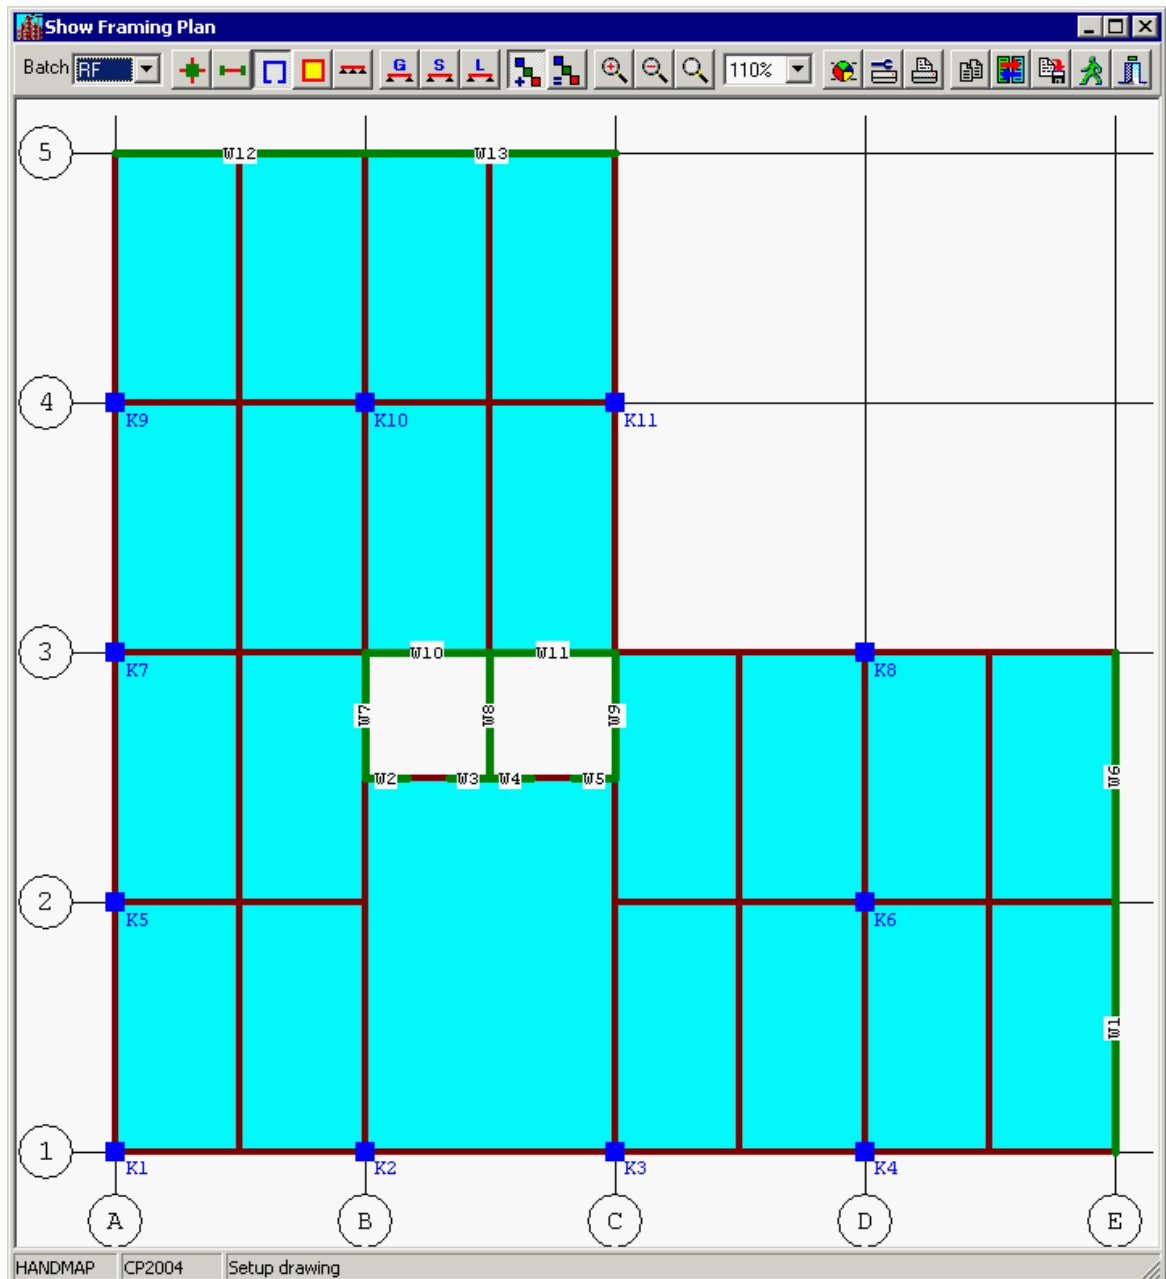 Show Framing Plan
Batch RF G S L 110%
5 W12 W13
4
K9 K10 K11
3 W10 W11
K7 K8
W7 W8 W9
W2 W3 W4 W5 W6
2
K5 K6
W1
1
K1 K2 K3 K4
A B C D E
HANDMAP CP2004 Setup drawing